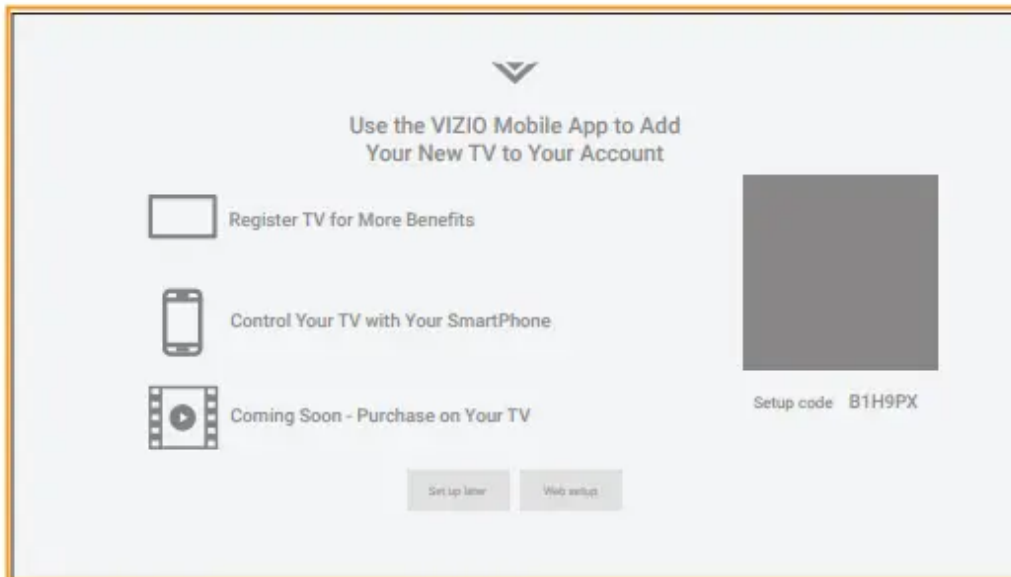 Use the VIZIO Mobile App to Add
Your New TV to Your Account
Register TV for More Benefits
Control Your TV with Your SmartPhone
Coming Soon - Purchase on Your TV
Setup code B1H9PX
Set up later
Web setup